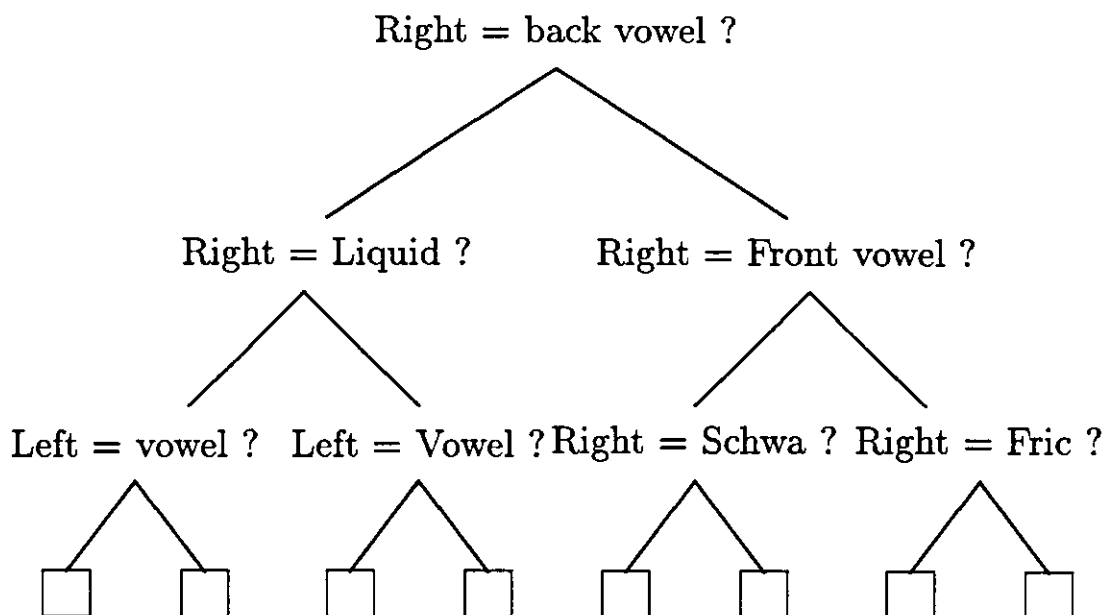 Right = back vowel ?
Right = Liquid ? Right = Front vowel ?
Left = vowel ? Left = Vowel ? Right = Schwa ? Right = Fric ?